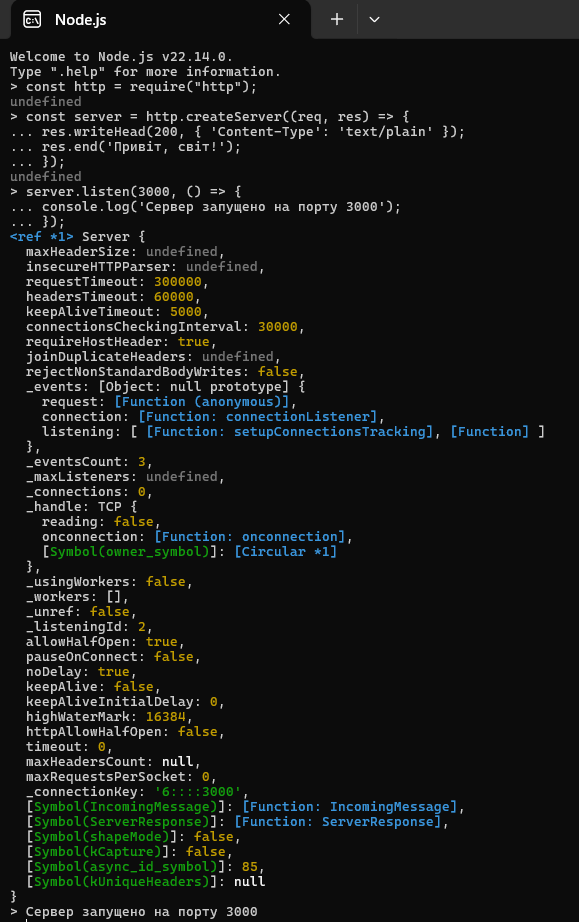 Node.js
Welcome to Node.js v22.14.0.
Type ".help" for more information.
> const http = require("http");
undefined
> const server = http.createServer((req, res) => {
... res.writeHead(200, { 'Content-Type': 'text/plain' });
... res.end('Привіт, світ!');
... });
undefined
> server.listen(3000, () => {
... console.log('Сервер запущено на порту 3000');
... });
<ref *1> Server {
  maxHeaderSize: undefined,
  insecureHTTPParser: undefined,
  requestTimeout: 300000,
  headersTimeout: 60000,
  keepAliveTimeout: 5000,
  connectionsCheckingInterval: 30000,
  requireHostHeader: true,
  joinDuplicateHeaders: undefined,
  rejectNonStandardBodyWrites: false,
  _events: [Object: null prototype] {
    request: [Function (anonymous)],
    connection: [Function: connectionListener],
    listening: [ [Function: setupConnectionsTracking], [Function] ]
  },
  _eventsCount: 3,
  _maxListeners: undefined,
  _connections: 0,
  _handle: TCP {
    reading: false,
    onconnection: [Function: onconnection],
    [Symbol(owner_symbol)]: [Circular *1]
  },
  _usingWorkers: false,
  _workers: [],
  _unref: false,
  _listeningId: 2,
  allowHalfOpen: true,
  pauseOnConnect: false,
  noDelay: true,
  keepAlive: false,
  keepAliveInitialDelay: 0,
  highWaterMark: 16384,
  httpAllowHalfOpen: false,
  timeout: 0,
  maxHeadersCount: null,
  maxRequestsPerSocket: 0,
  _connectionKey: '6::::3000',
  [Symbol(IncomingMessage)]: [Function: IncomingMessage],
  [Symbol(ServerResponse)]: [Function: ServerResponse],
  [Symbol(shapeMode)]: false,
  [Symbol(kCapture)]: false,
  [Symbol(async_id_symbol)]: 85,
  [Symbol(kUniqueHeaders)]: null
}
> Сервер запущено на порту 3000